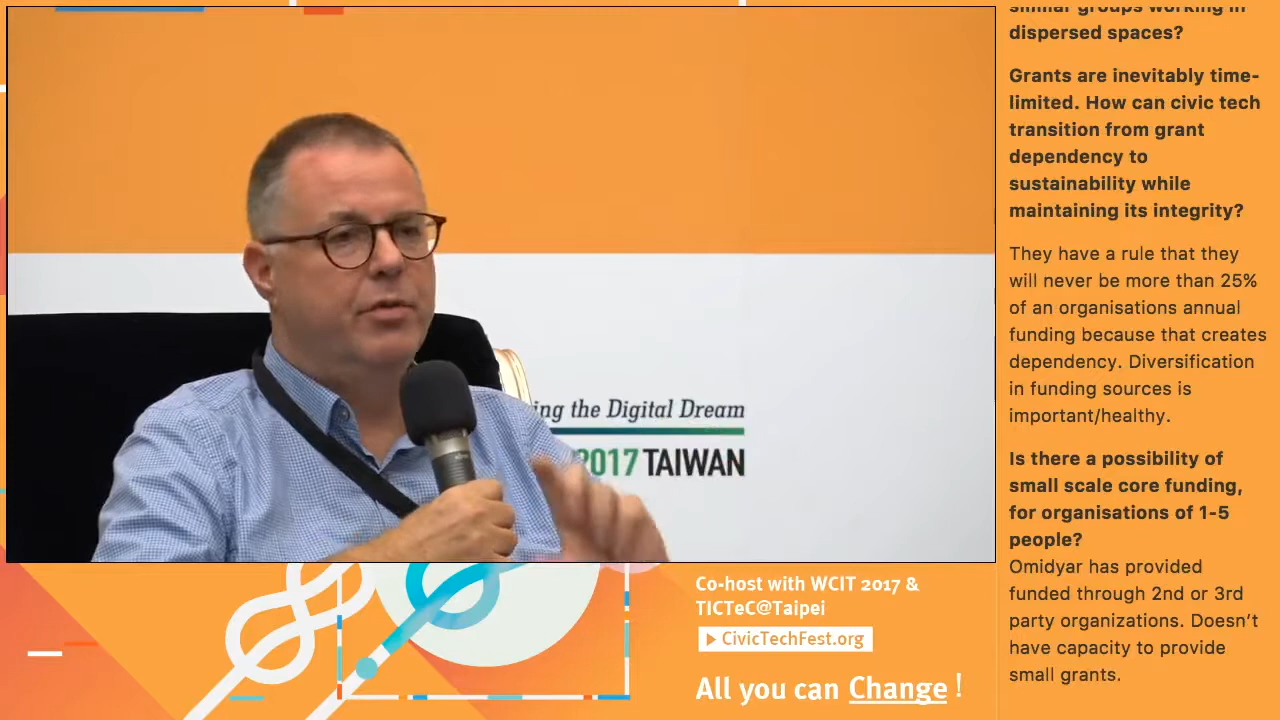 ing the Digital Dream
2017 TAIWAN
Co-host with WCIT 2017 &
TICTeC@Taipei
CivicTechFest.org
All you can Change !
similar groups working in
dispersed spaces?
Grants are inevitably time-
limited. How can civic tech
transition from grant
dependency to
sustainability while
maintaining its integrity?
They have a rule that they
will never be more than 25%
of an organisations annual
funding because that creates
dependency. Diversification
in funding sources is
important/healthy.
Is there a possibility of
small scale core funding,
for organisations of 1-5
people?
Omidyar has provided
funded through 2nd or 3rd
party organizations. Doesn’t
have capacity to provide
small grants.